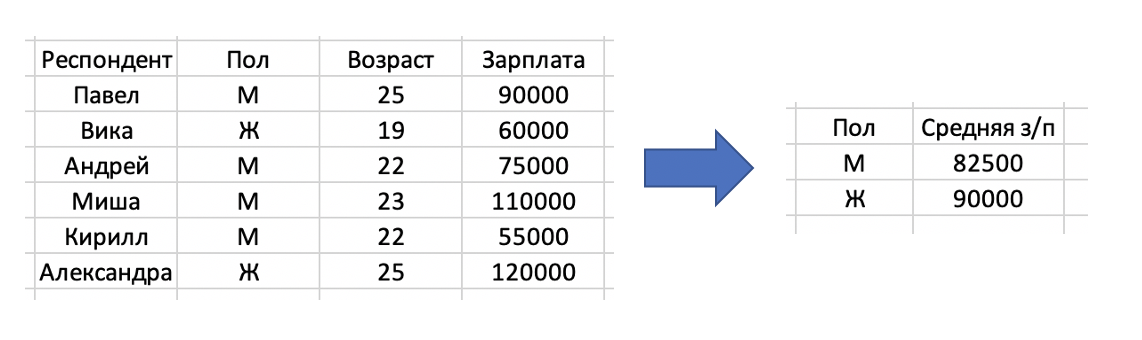 Респондент Пол Возраст Зарплата
Павел М 25 90000
Вика Ж 19 60000
Андрей М 22 75000
Миша М 23 110000
Кирилл М 22 55000
Александра Ж 25 120000
Пол Средняя з/п
М 82500
Ж 90000